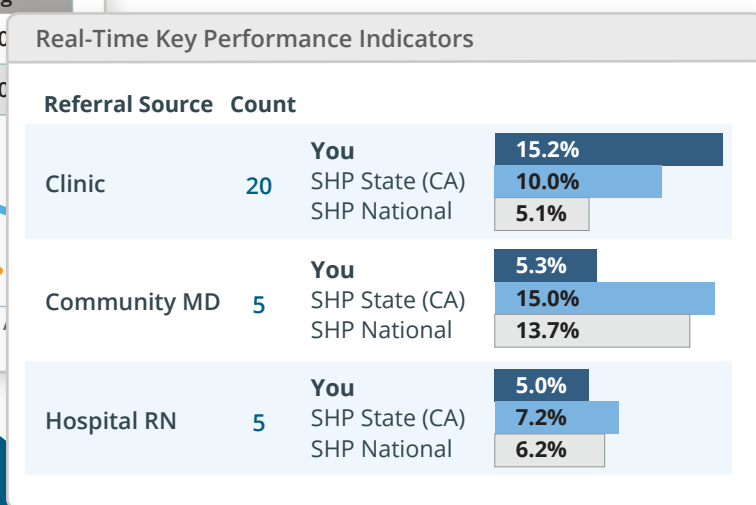 Real-Time Key Performance Indicators
Referral Source Count
You 15.2%
Clinic 20 SHP State (CA) 10.0%
SHP National 5.1%
You 5.3%
Community MD 5 SHP State (CA) 15.0%
SHP National 13.7%
You 5.0%
Hospital RN 5 SHP State (CA) 7.2%
SHP National 6.2%